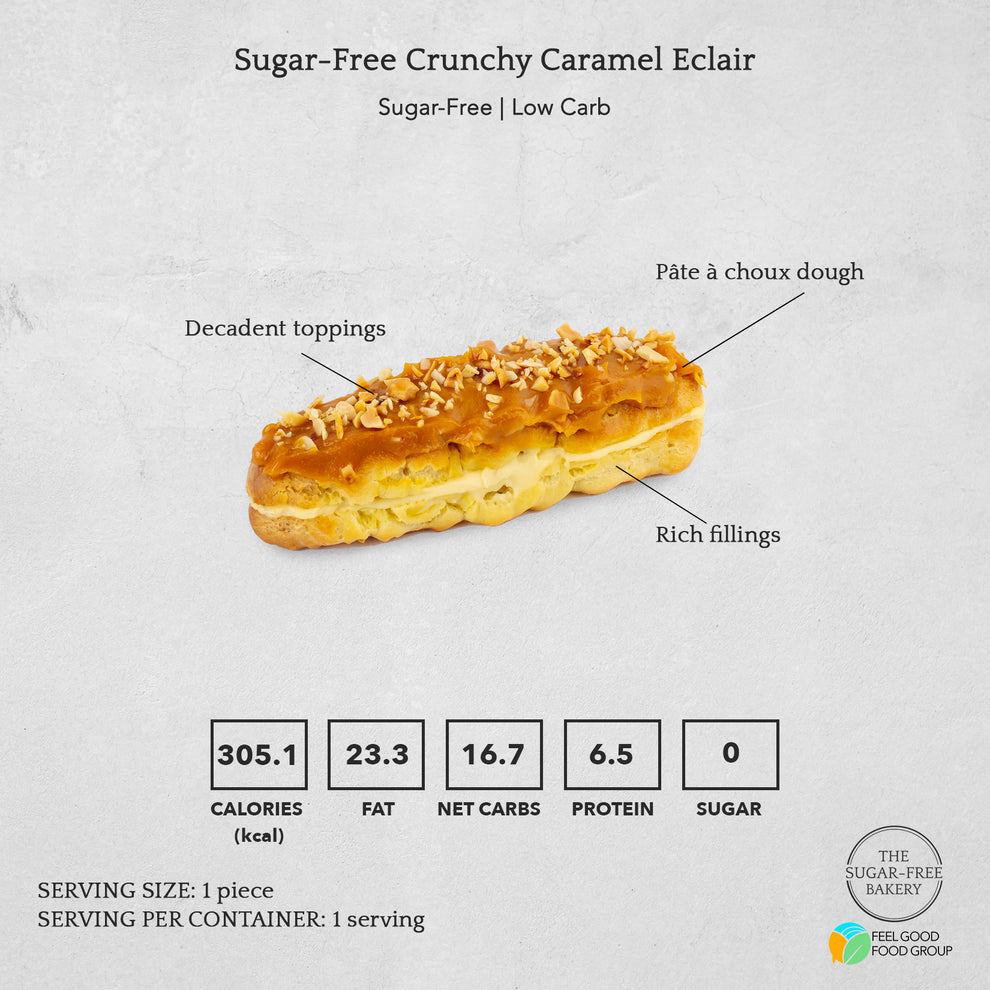 Sugar-Free Crunchy Caramel Eclair
Sugar-Free | Low Carb
Pâte à choux dough
Decadent toppings
Rich fillings
305.1 23.3 16.7 6.5 0
CALORIES FAT NET CARBS PROTEIN SUGAR
(kcal)
SERVING SIZE: 1 piece
SERVING PER CONTAINER: 1 serving
THE
SUGAR-FREE
BAKERY
FEEL GOOD
FOOD GROUP